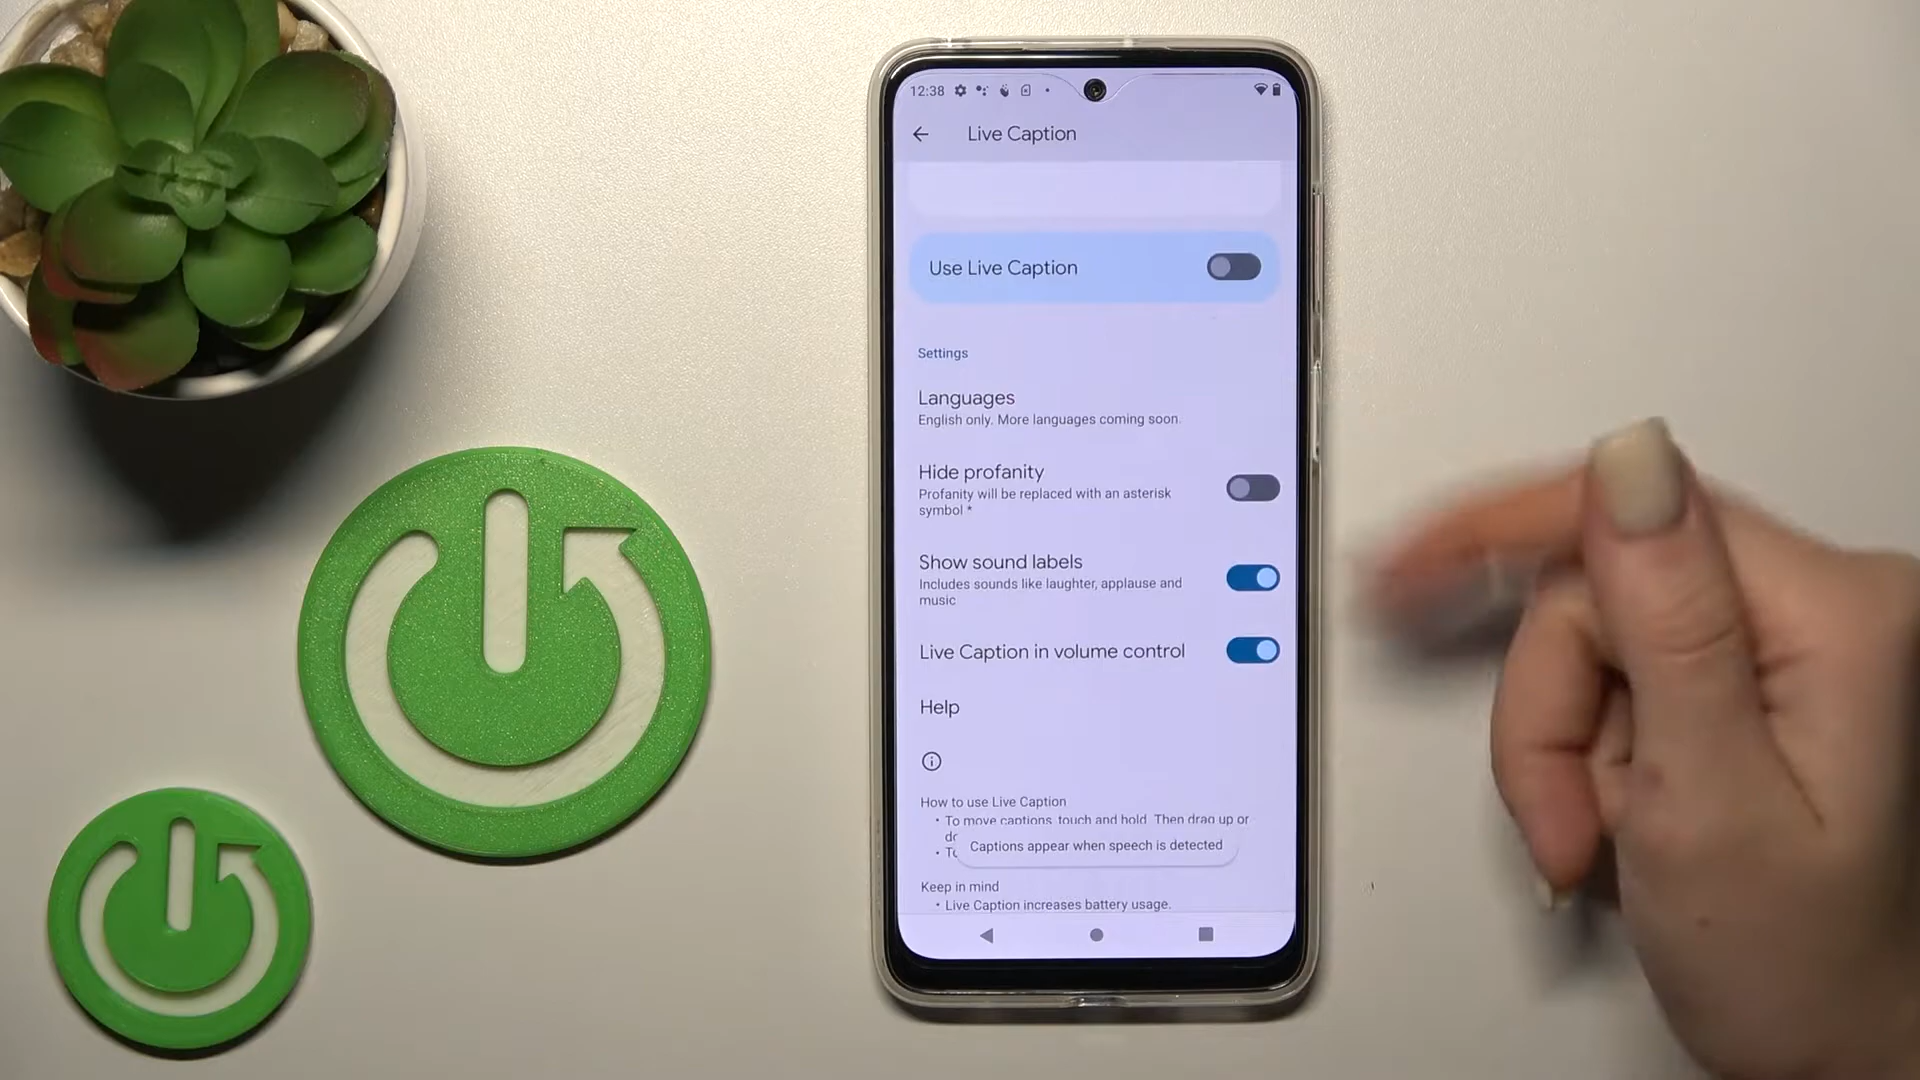 12:38
Live Caption
Use Live Caption
Settings
Languages
English only. More languages coming soon.
Hide profanity
Profanity will be replaced with an asterisk
symbol *
Show sound labels
Includes sounds like laughter, applause and
music
Live Caption in volume control
Help
How to use Live Caption
• To move captions, touch and hold. Then drag up or
Captions appear when speech is detected
Keep in mind
• Live Caption increases battery usage.